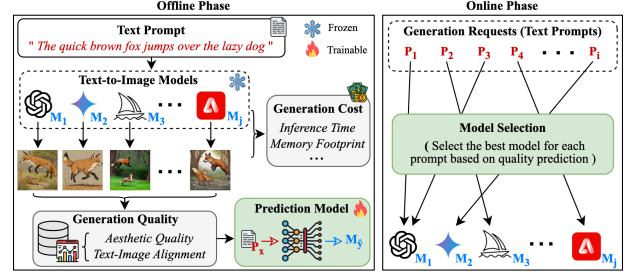 Offline Phase
Text Prompt
" The quick brown fox jumps over the lazy dog "
Frozen
Trainable
Text-to-Image Models
M1
M2
M3
...
Mj
Generation Cost
Inference Time
Memory Footprint
...
...
Generation Quality
Aesthetic Quality
Text-Image Alignment
Prediction Model
Px
Mŷ
Online Phase
Generation Requests (Text Prompts)
P1 P2 P3 P4 ... Pi
Model Selection
( Select the best model for each
prompt based on quality prediction )
M1
M2
M3
...
Mj